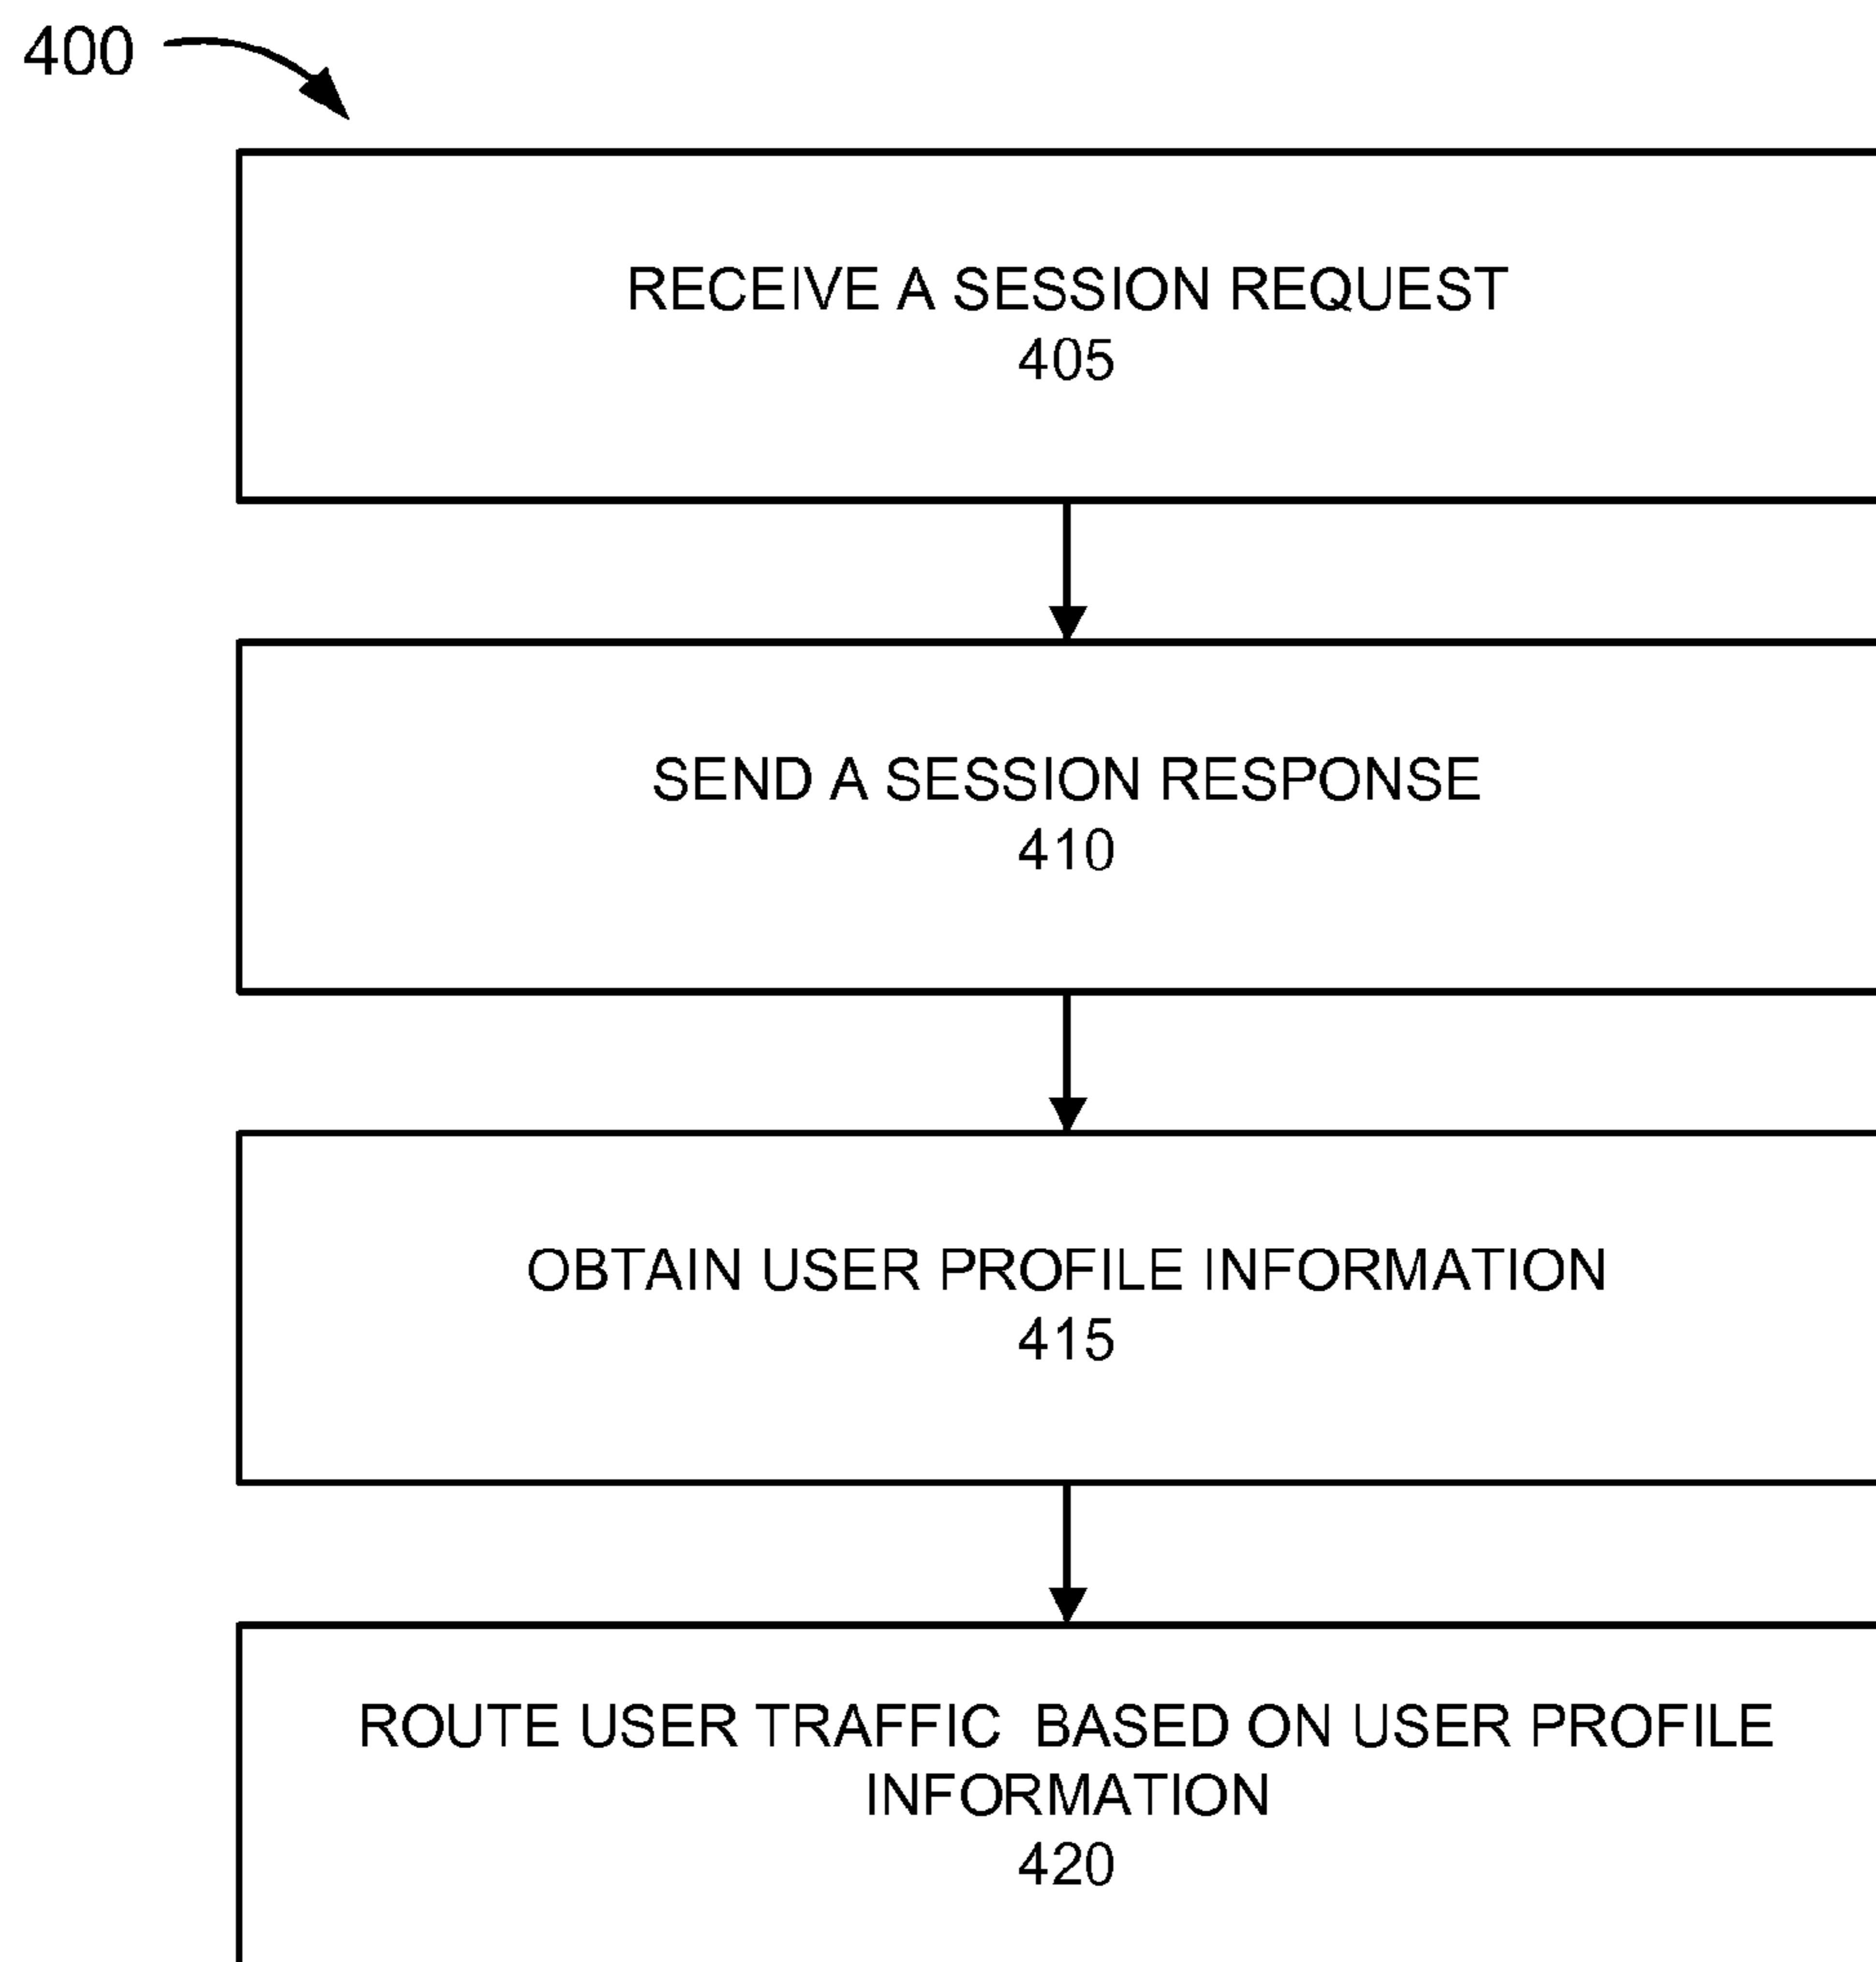 400
RECEIVE A SESSION REQUEST
405
SEND A SESSION RESPONSE
410
OBTAIN USER PROFILE INFORMATION
415
ROUTE USER TRAFFIC BASED ON USER PROFILE
INFORMATION
420